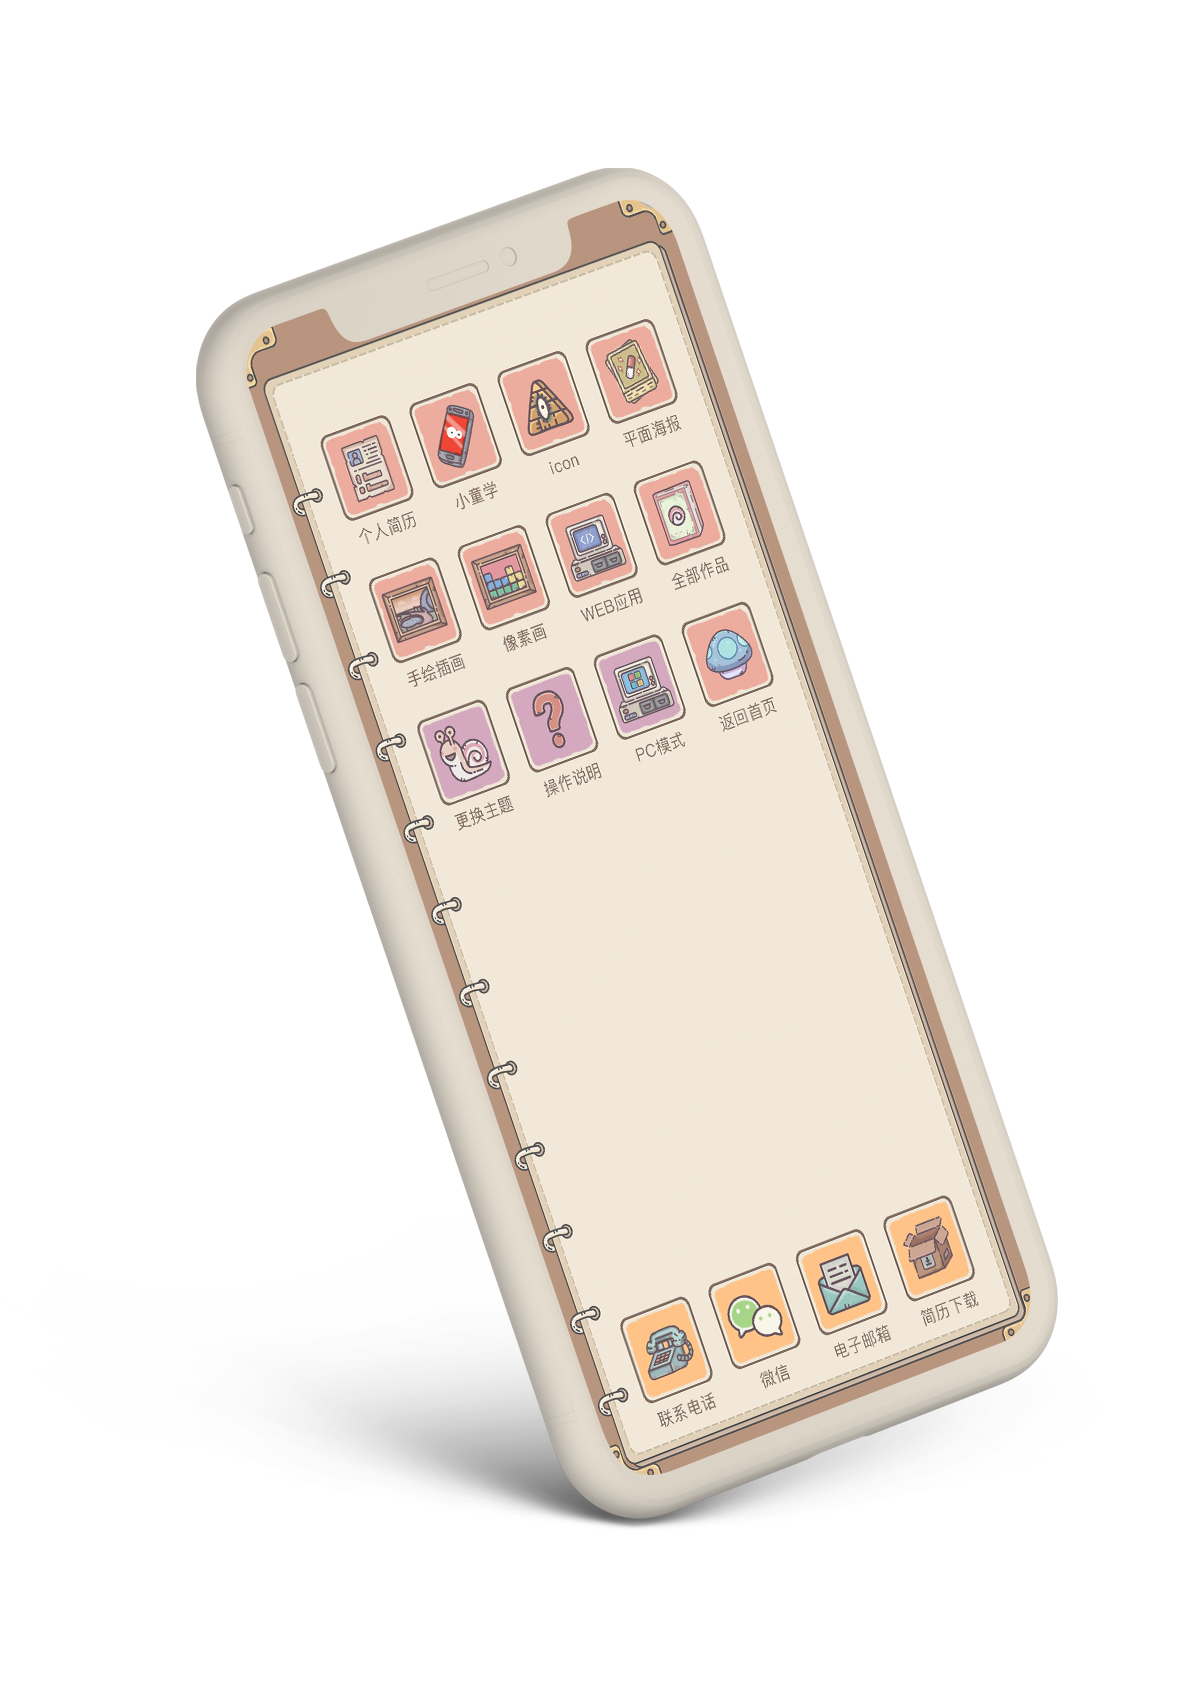 个人简历
小童学
icon
平面海报
手绘插画
像素画
WEB应用
全部作品
更换主题
操作说明
PC模式
返回首页
联系电话
微信
电子邮箱
简历下载